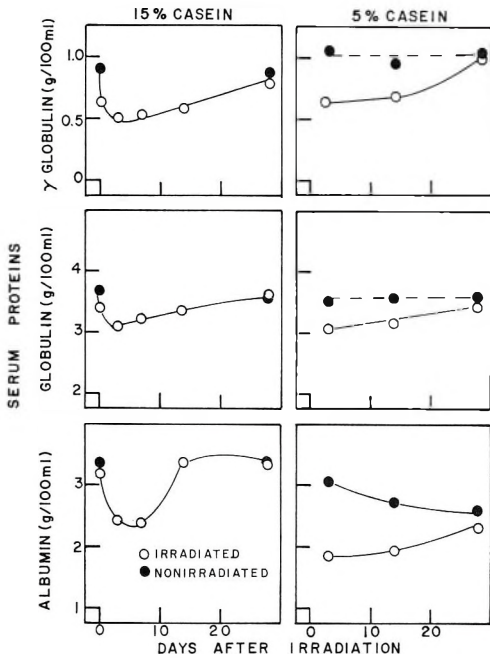 15% CASEIN
5% CASEIN
SERUM PROTEINS
γ GLOBULIN (g/100ml)
1.0
0.5
0
GLOBULIN (g/100ml)
4
3
2
ALBUMIN (g/100ml)
3
2
1
○ IRRADIATED
● NONIRRADIATED
0 10 20
0 10 20
DAYS AFTER IRRADIATION